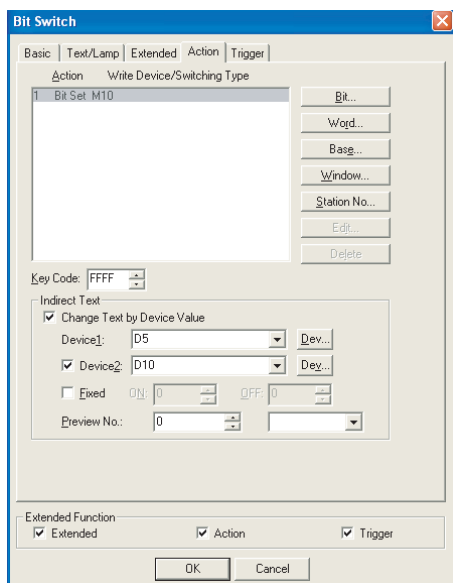 Bit Switch
Basic Text/Lamp Extended Action Trigger
Action Write Device/Switching Type
1 Bit Set M10
Bit...
Word...
Base...
Window...
Station No...
Edit...
Delete
Key Code: FFFF
Indirect Text
Change Text by Device Value
Device1: D5 Dev...
Device2: D10 Dev...
Fixed ON: 0 OFF: 0
Preview No.: 0
Extended Function
Extended Action Trigger
OK Cancel